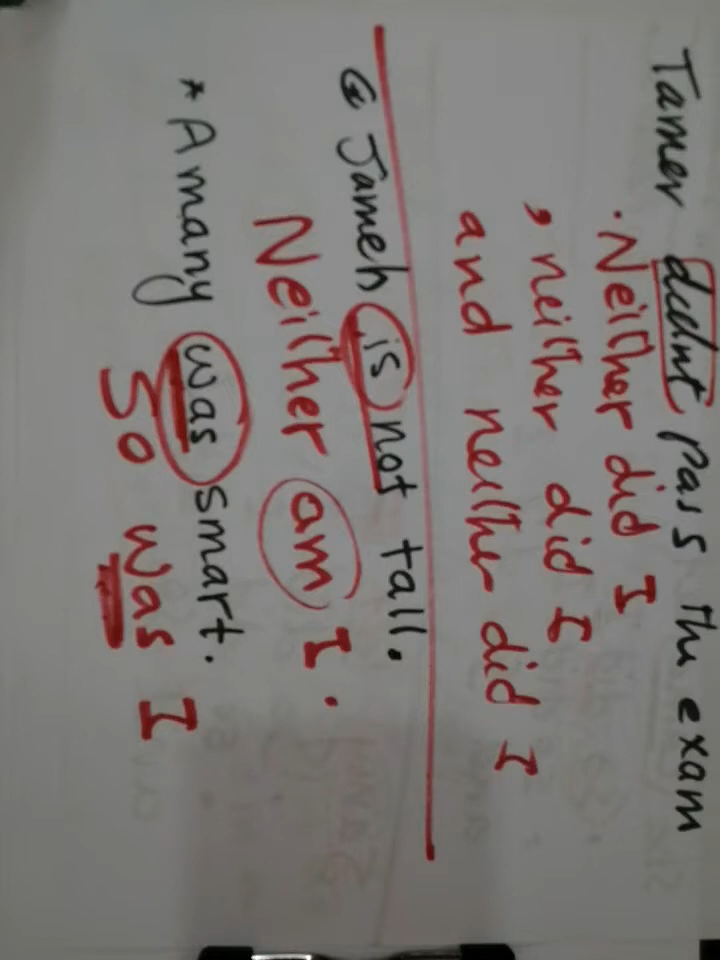 Tamer didnt pass the exam
. Neither did I
, neither did I
and neither did I
Jameh is not tall.
Neither am I.
* Amany was smart.
So was I